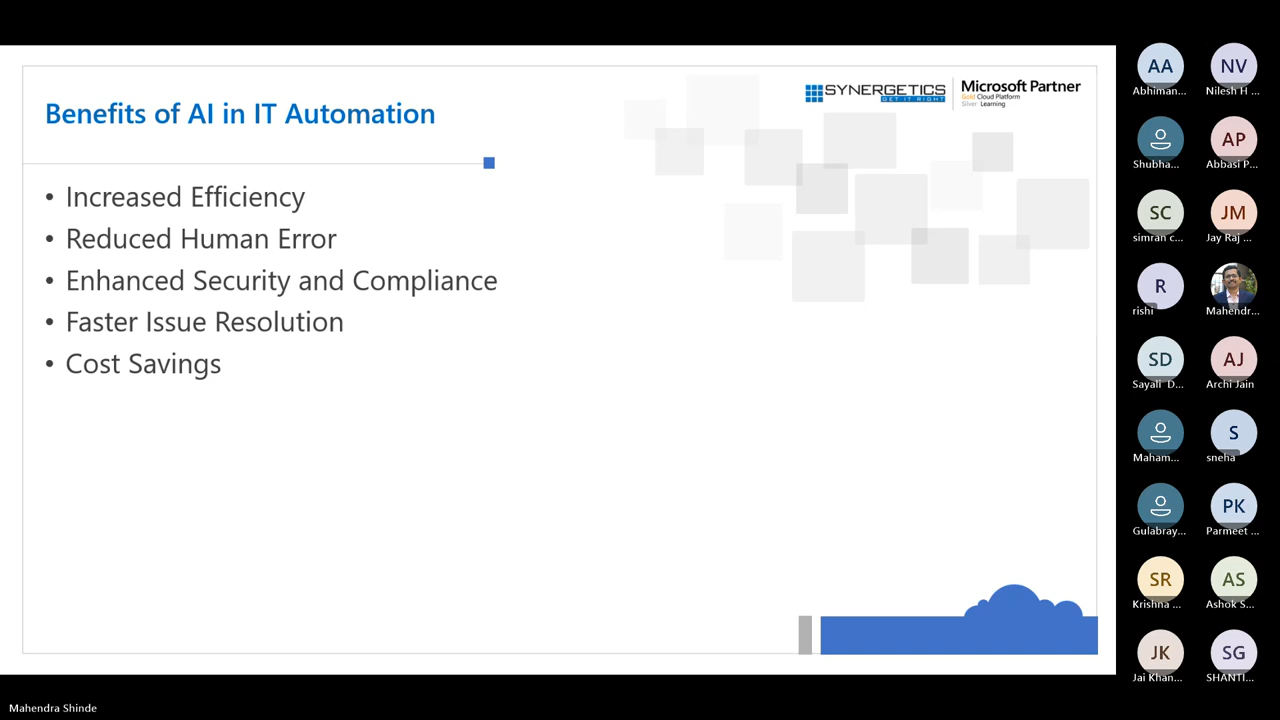 Benefits of AI in IT Automation
SYNERGETICS
GET IT RIGHT
Microsoft Partner
Gold Cloud Platform
Silver Learning
• Increased Efficiency
• Reduced Human Error
• Enhanced Security and Compliance
• Faster Issue Resolution
• Cost Savings
AA
NV
Abhiman...
Nilesh H ...
AP
Shubha...
Abbasi P...
SC
JM
simran c...
Jay Raj ...
R
rishi
Mahendr...
SD
AJ
Sayali D...
Archi Jain
S
Maham...
sneha
PK
Gulabray...
Parmeet ...
SR
AS
Krishna ...
Ashok S...
JK
SG
Jai Khan...
SHANTI...
Mahendra Shinde